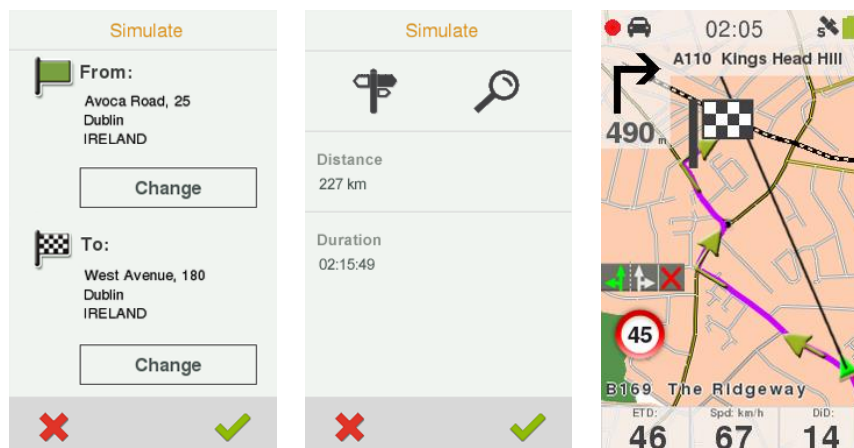 Simulate
From:
Avoca Road, 25
Dublin
IRELAND
Change
To:
West Avenue, 180
Dublin
IRELAND
Change
Simulate
Distance
227 km
Duration
02:15:49
02:05
S
A110 Kings Head Hill
490 m
45
B169 The Ridgeway
ETD:
46
Spd: km/h
67
DiD:
14